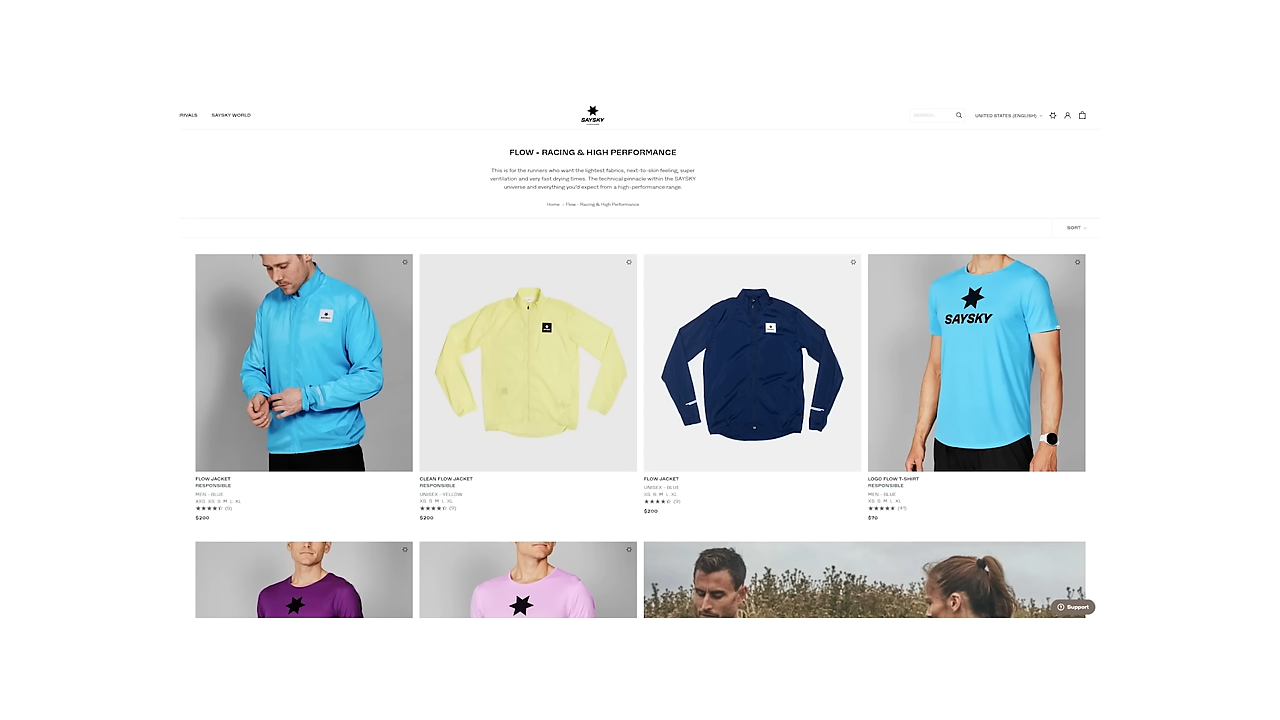 RIVALS
SAYSKY WORLD
SAYSKY
UNITED STATES (ENGLISH)
FLOW - RACING & HIGH PERFORMANCE
This is for the runners who want the lightest fabrics, next-to-skin feeling, super
ventilation and very fast drying times. The technical pinnacle within the SAYSKY
universe and everything you'd expect from a high-performance range.
Home
Flow - Racing & High Performance
SORT
SAYSKY
FLOW JACKET
RESPONSIBLE
MEN - BLUE
XXS XS S M L XL
(9)
$200
CLEAN FLOW JACKET
RESPONSIBLE
UNISEX - YELLOW
XS S M L XL
(9)
$200
FLOW JACKET
UNISEX - BLUE
XS S M L XL
(9)
$200
LOGO FLOW T-SHIRT
RESPONSIBLE
MEN - BLUE
XS S M L XL
$70
Support